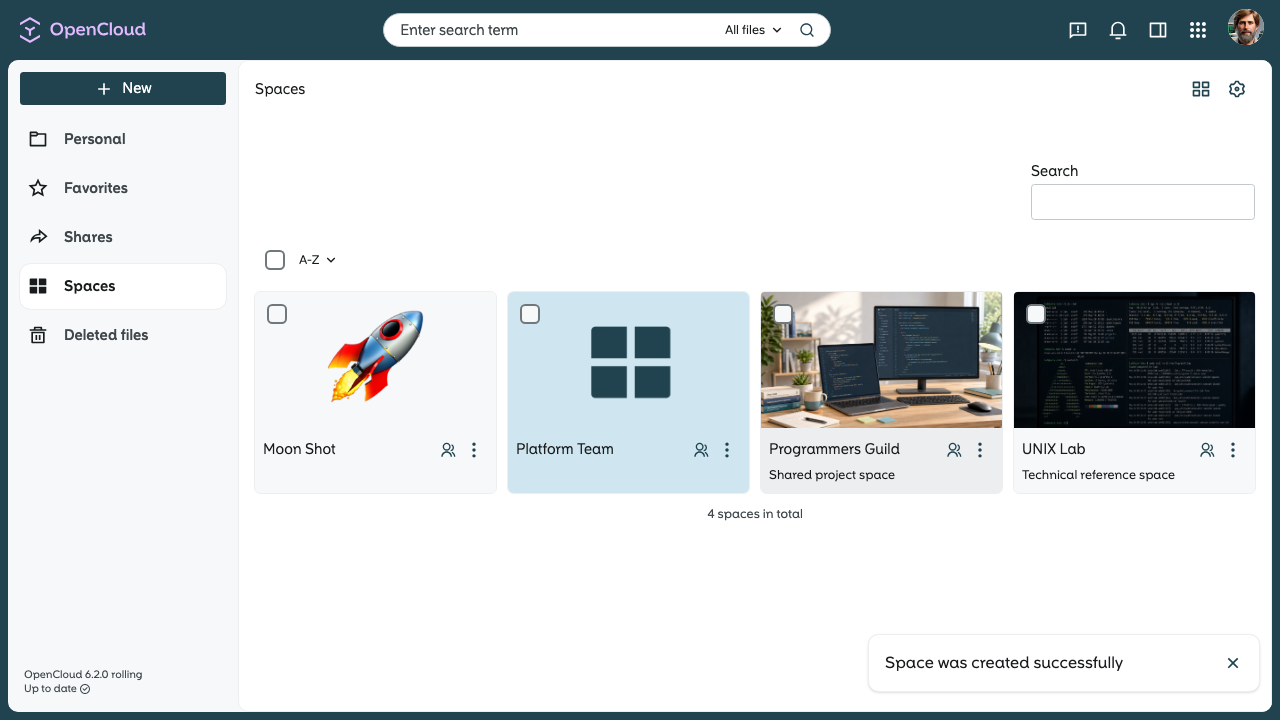 OpenCloud
Enter search term
All files
New
Personal
Favorites
Shares
Spaces
Deleted files
OpenCloud 6.2.0 rolling
Up to date
Spaces
Search
A-Z
Moon Shot
Platform Team
Programmers Guild
Shared project space
UNIX Lab
Technical reference space
4 spaces in total
Space was created successfully